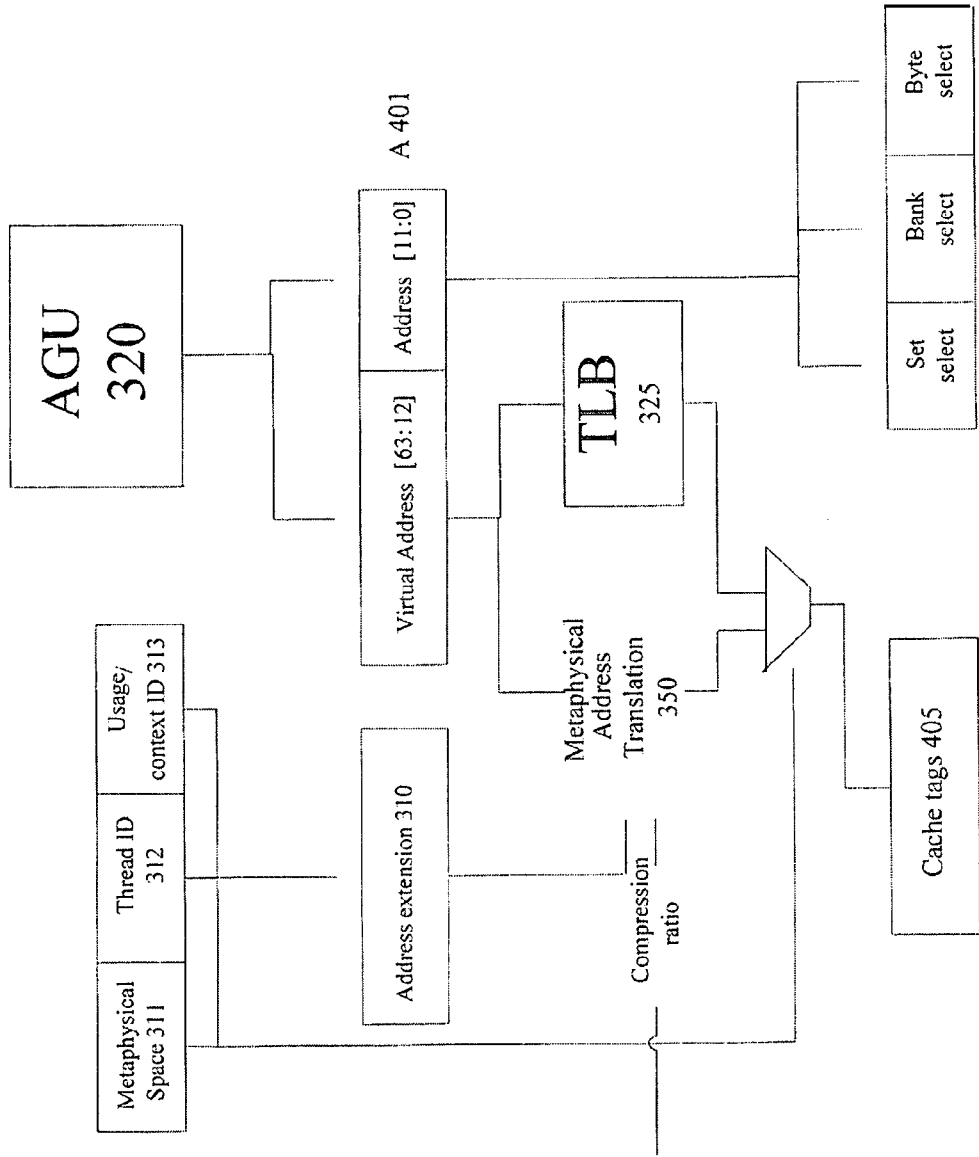 AGU
320
Metaphysical
Space 311
Thread ID
312
Usage/
context ID 313
Address extension 310
Virtual Address [63:12]
Address [11:0]
A 401
Compression
ratio
Metaphysical
Address
Translation
350
TLB
325
Cache tags 405
Set
select
Bank
select
Byte
select